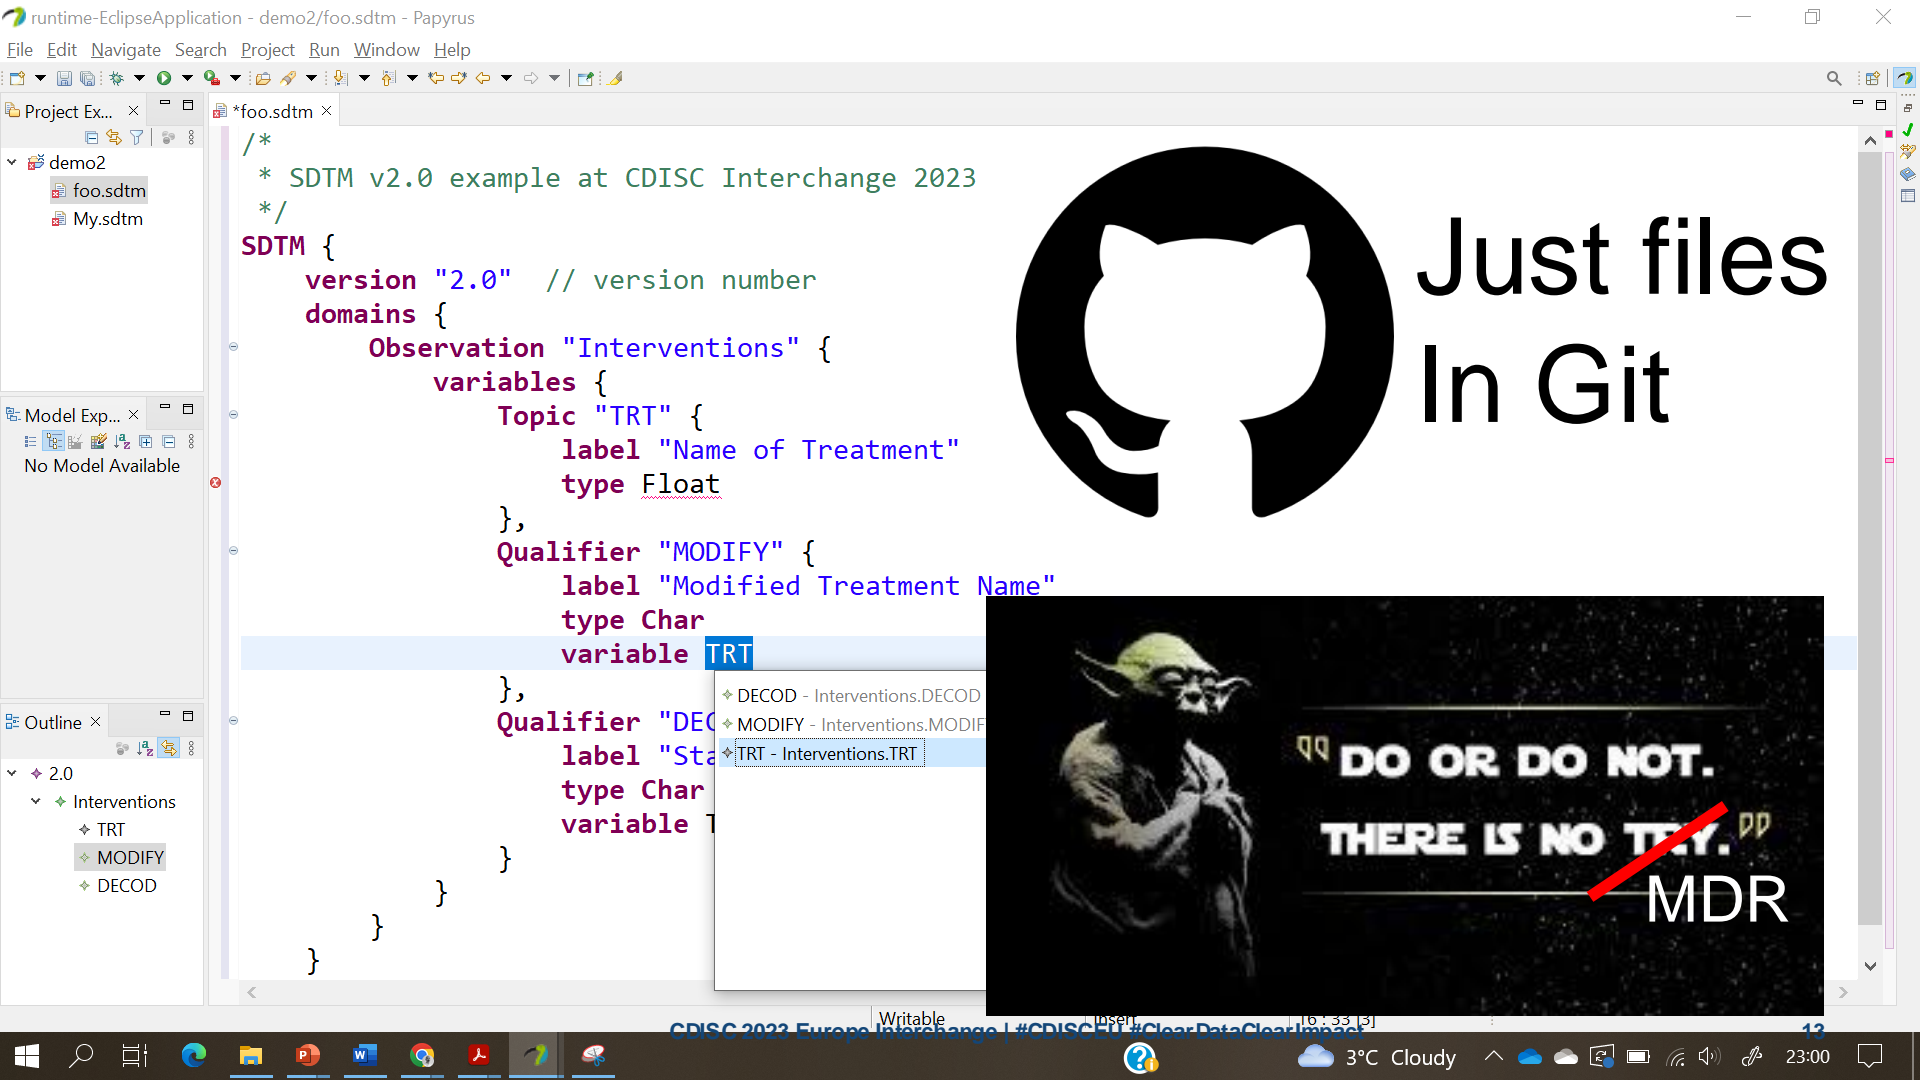 runtime-EclipseApplication - demo2/foo.sdtm - Papyrus
File Edit Navigate Search Project Run Window Help
Project Ex...
demo2
foo.sdtm
My.sdtm
Model Exp...
No Model Available
Outline
2.0
Interventions
TRT
MODIFY
DECOD
*foo.sdtm
/*
* SDTM v2.0 example at CDISC Interchange 2023
*/
SDTM {
version "2.0" // version number
domains {
Observation "Interventions" {
variables {
Topic "TRT" {
label "Name of Treatment"
type Float
},
Qualifier "MODIFY" {
label "Modified Treatment Name"
type Char
variable TRT
},
Qualifier "DEC
label "Sta
type Char
variable T
}
}
}
}
DECOD - Interventions.DECOD
MODIFY - Interventions.MODIF
TRT - Interventions.TRT
Just files
In Git
"DO OR DO NOT.
THERE IS NO TRY."
MDR
Writable
Insert
16 : 33 [3]
CDISC 2023 Europe Interchange | #CDISCEU #ClearDataClearImpact
13
3°C Cloudy
23:00